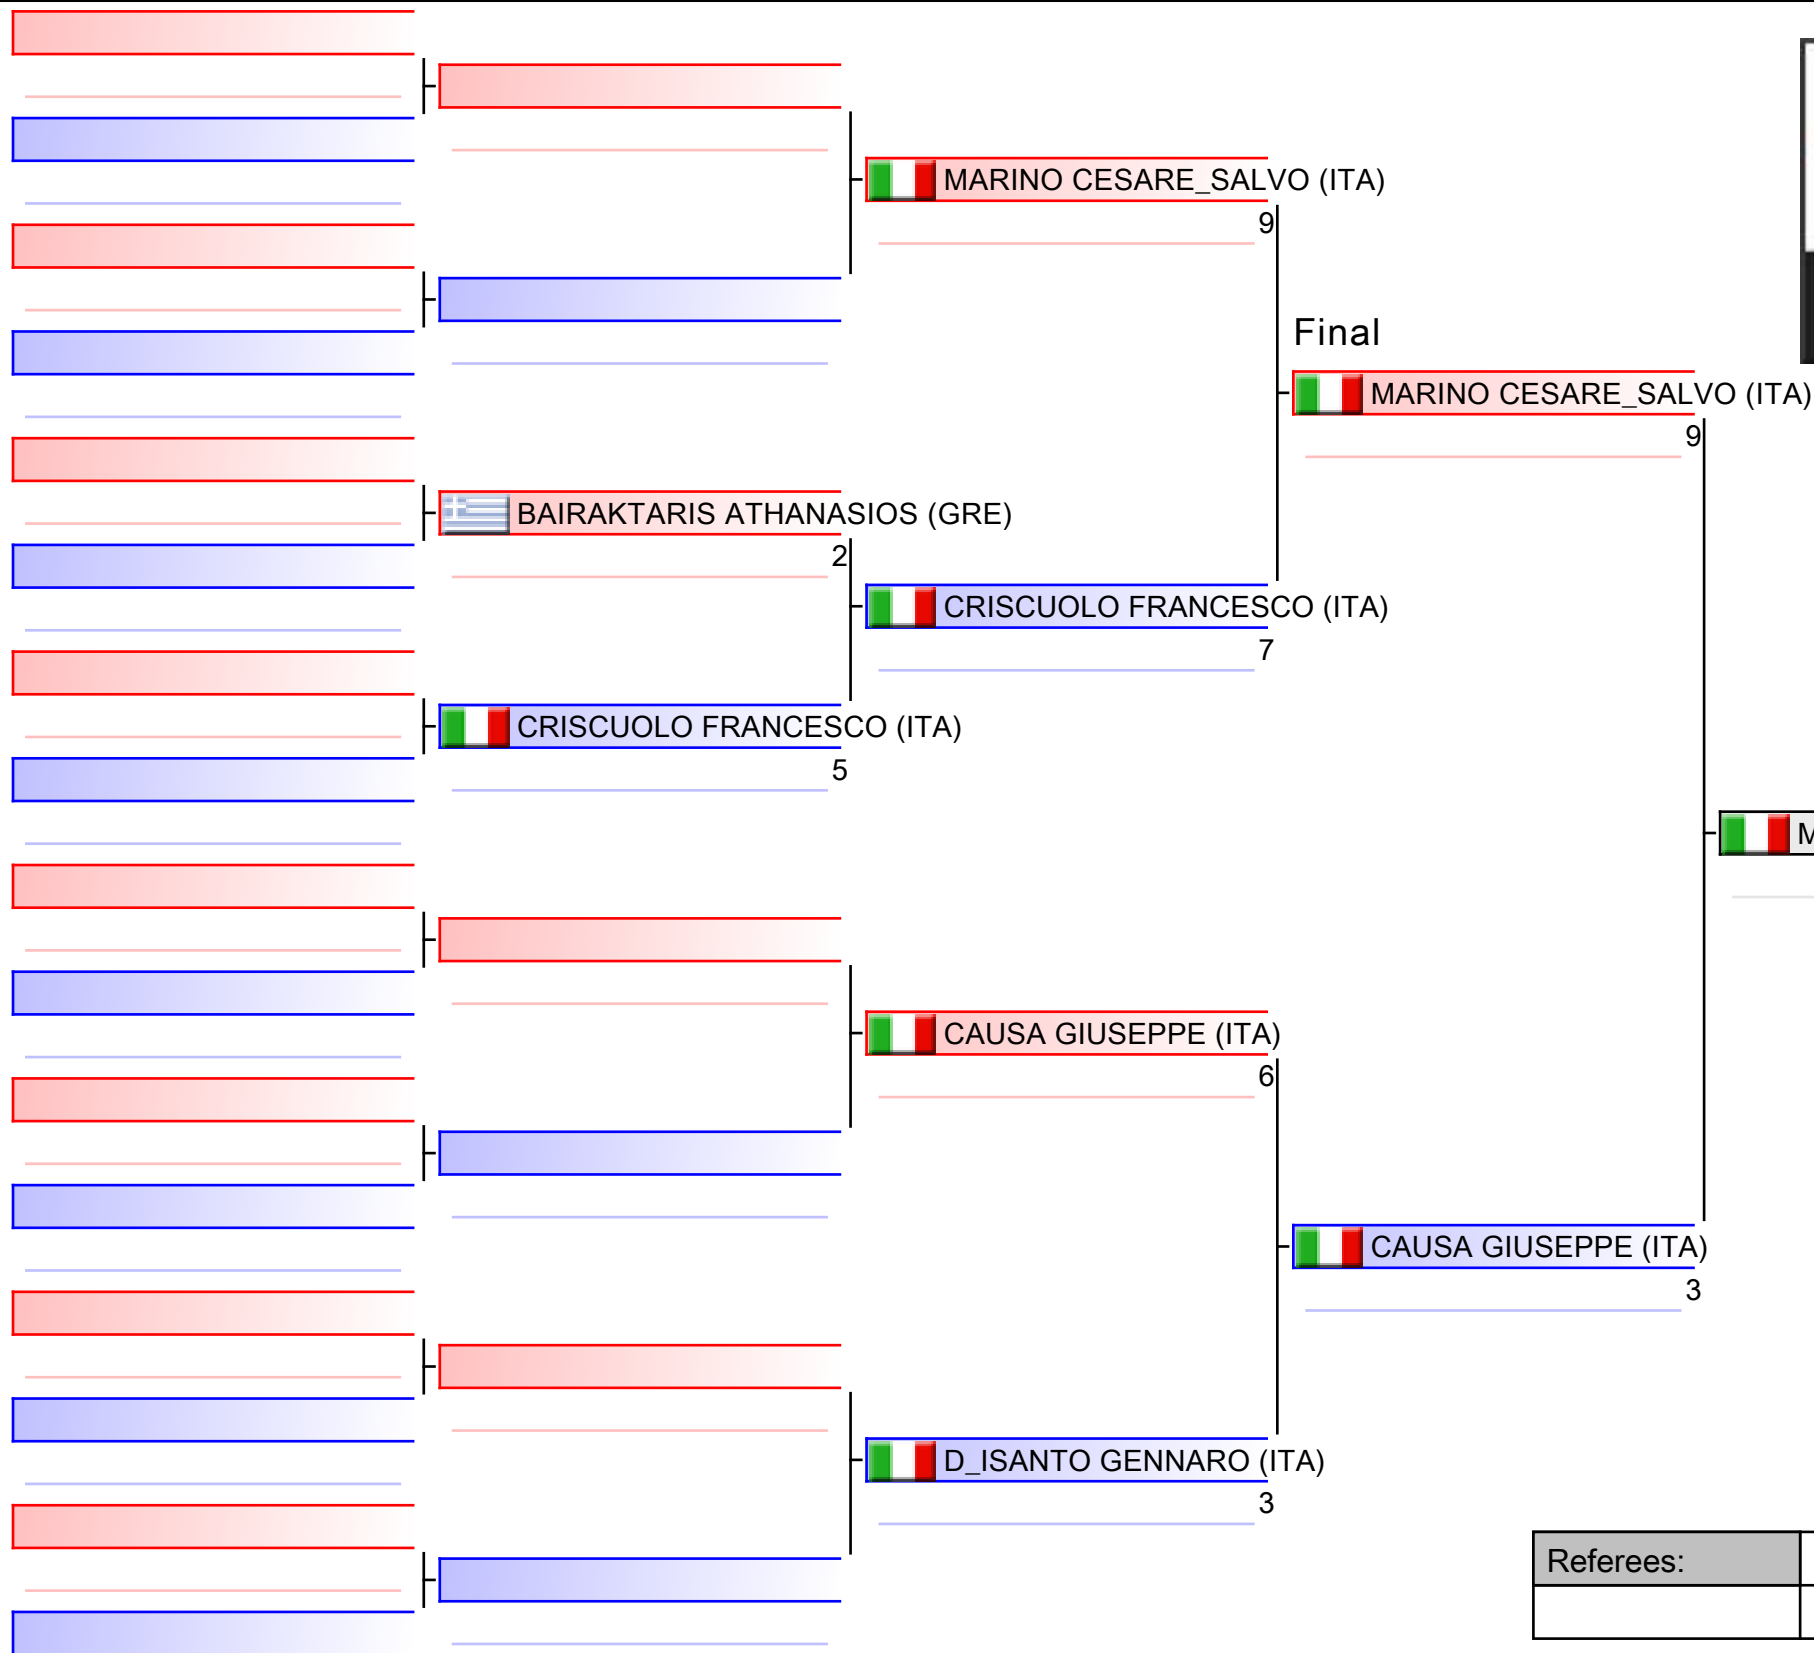 MARINO CESARE_SALVO (ITA)
9
Final
MARINO CESARE_SALVO (ITA)
9
BAIRAKTARIS ATHANASIOS (GRE)
2
CRISCUOLO FRANCESCO (ITA)
7
CRISCUOLO FRANCESCO (ITA)
5
M
CAUSA GIUSEPPE (ITA)
6
CAUSA GIUSEPPE (ITA)
3
D_ISANTO GENNARO (ITA)
3
Referees: